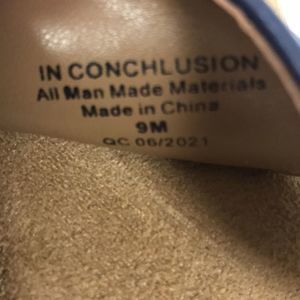 IN CONCHLUSION
All Man Made Materials
Made in China
9M
QC 06/2021